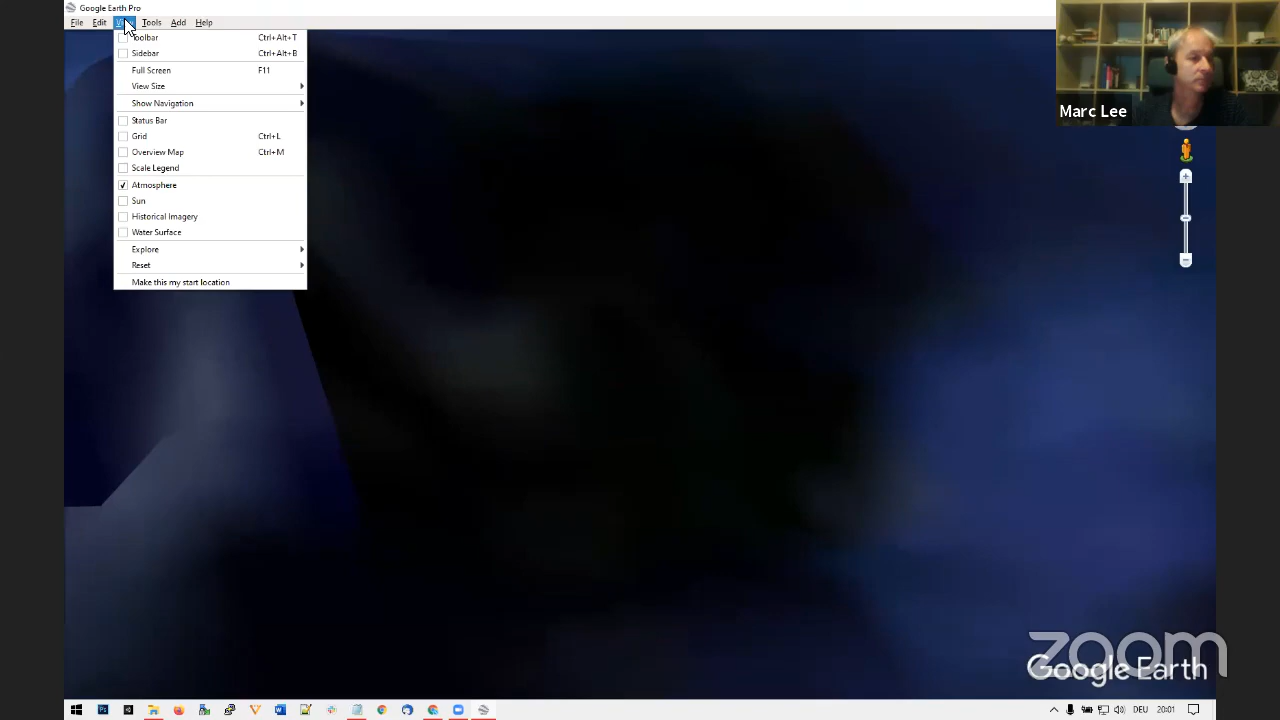 Google Earth Pro
File Edit View Tools Add Help
Toolbar Ctrl+Alt+T
Sidebar Ctrl+Alt+B
Full Screen F11
View Size
Show Navigation
Status Bar
Grid Ctrl+L
Overview Map Ctrl+M
Scale Legend
Atmosphere
Sun
Historical Imagery
Water Surface
Explore
Reset
Make this my start location
Marc Lee
zoom
Google Earth
DEU 20:01